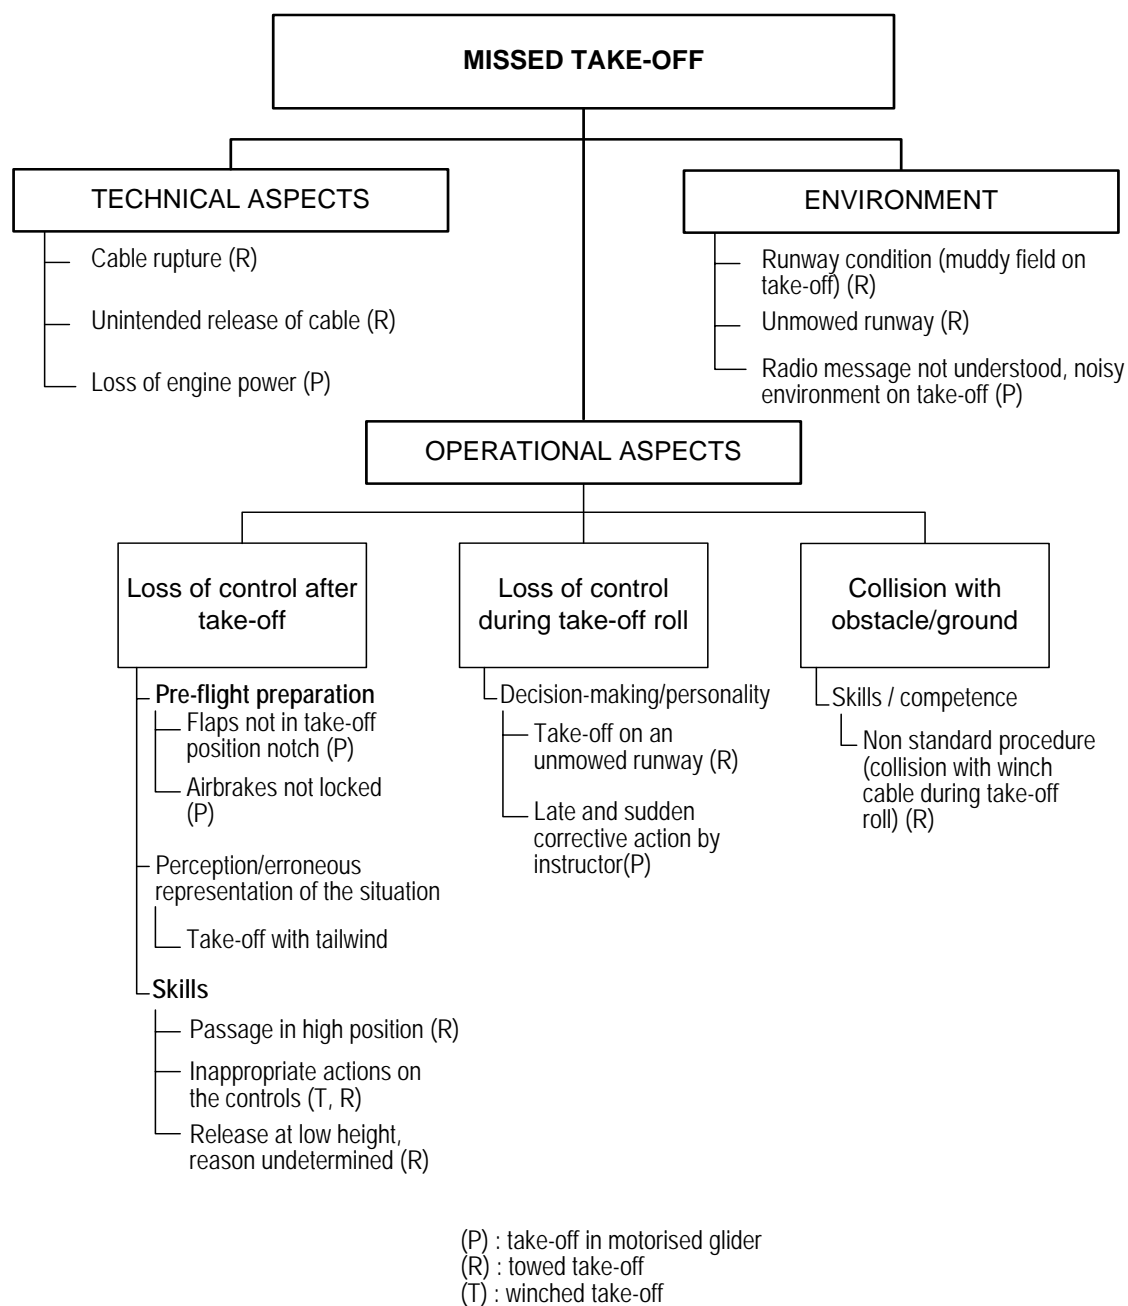 MISSED TAKE-OFF
TECHNICAL ASPECTS
Cable rupture (R)
Unintended release of cable (R)
Loss of engine power (P)
ENVIRONMENT
Runway condition (muddy field on
take-off) (R)
Unmowed runway (R)
Radio message not understood, noisy
environment on take-off (P)
OPERATIONAL ASPECTS
Loss of control after
take-off
Pre-flight preparation
Flaps not in take-off
position notch (P)
Airbrakes not locked
(P)
Perception/erroneous
representation of the situation
Take-off with tailwind
Skills
Passage in high position (R)
Inappropriate actions on
the controls (T, R)
Release at low height,
reason undetermined (R)
Loss of control
during take-off roll
Decision-making/personality
Take-off on an
unmowed runway (R)
Late and sudden
corrective action by
instructor(P)
Collision with
obstacle/ground
Skills / competence
Non standard procedure
(collision with winch
cable during take-off
roll) (R)
(P) : take-off in motorised glider
(R) : towed take-off
(T) : winched take-off